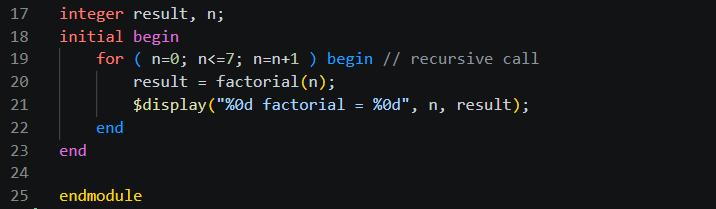 17 integer result, n;
18 initial begin
19     for ( n=0; n<=7; n=n+1 ) begin // recursive call
20         result = factorial(n);
21         $display("%0d factorial = %0d", n, result);
22     end
23 end
24
25 endmodule